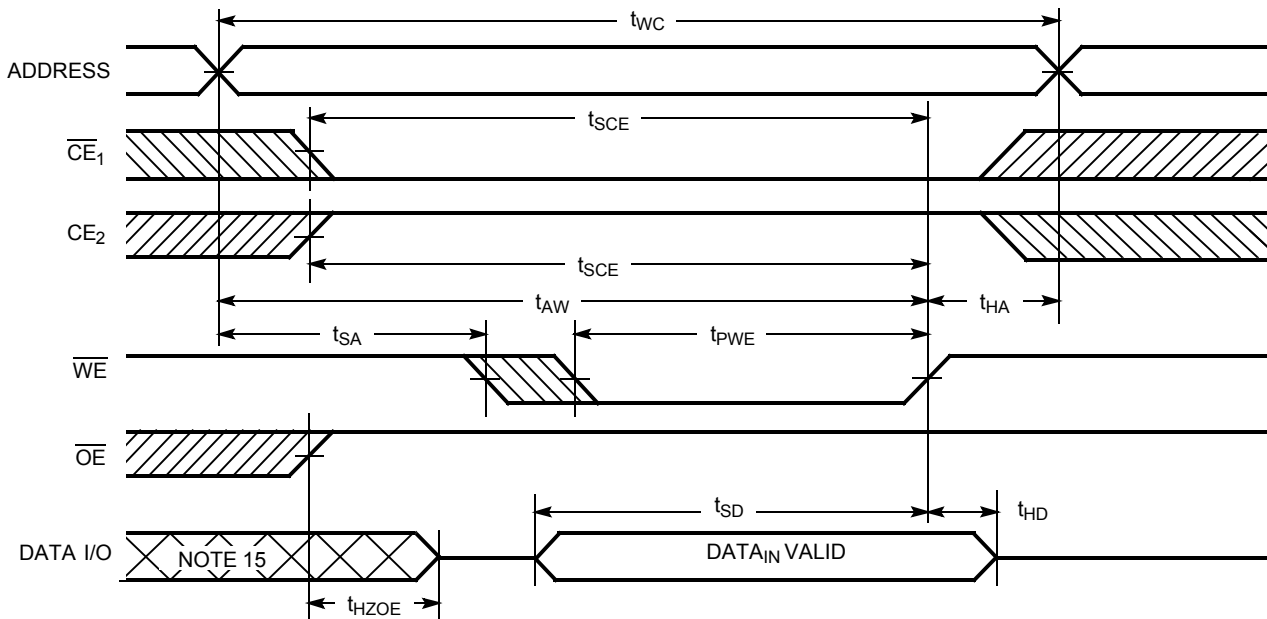 tWC
ADDRESS
tSCE
CE1
CE2
tSCE
tAW
tHA
tSA
tPWE
WE
OE
tSD
tHD
DATA I/O
NOTE 15
DATAIN VALID
tHZOE